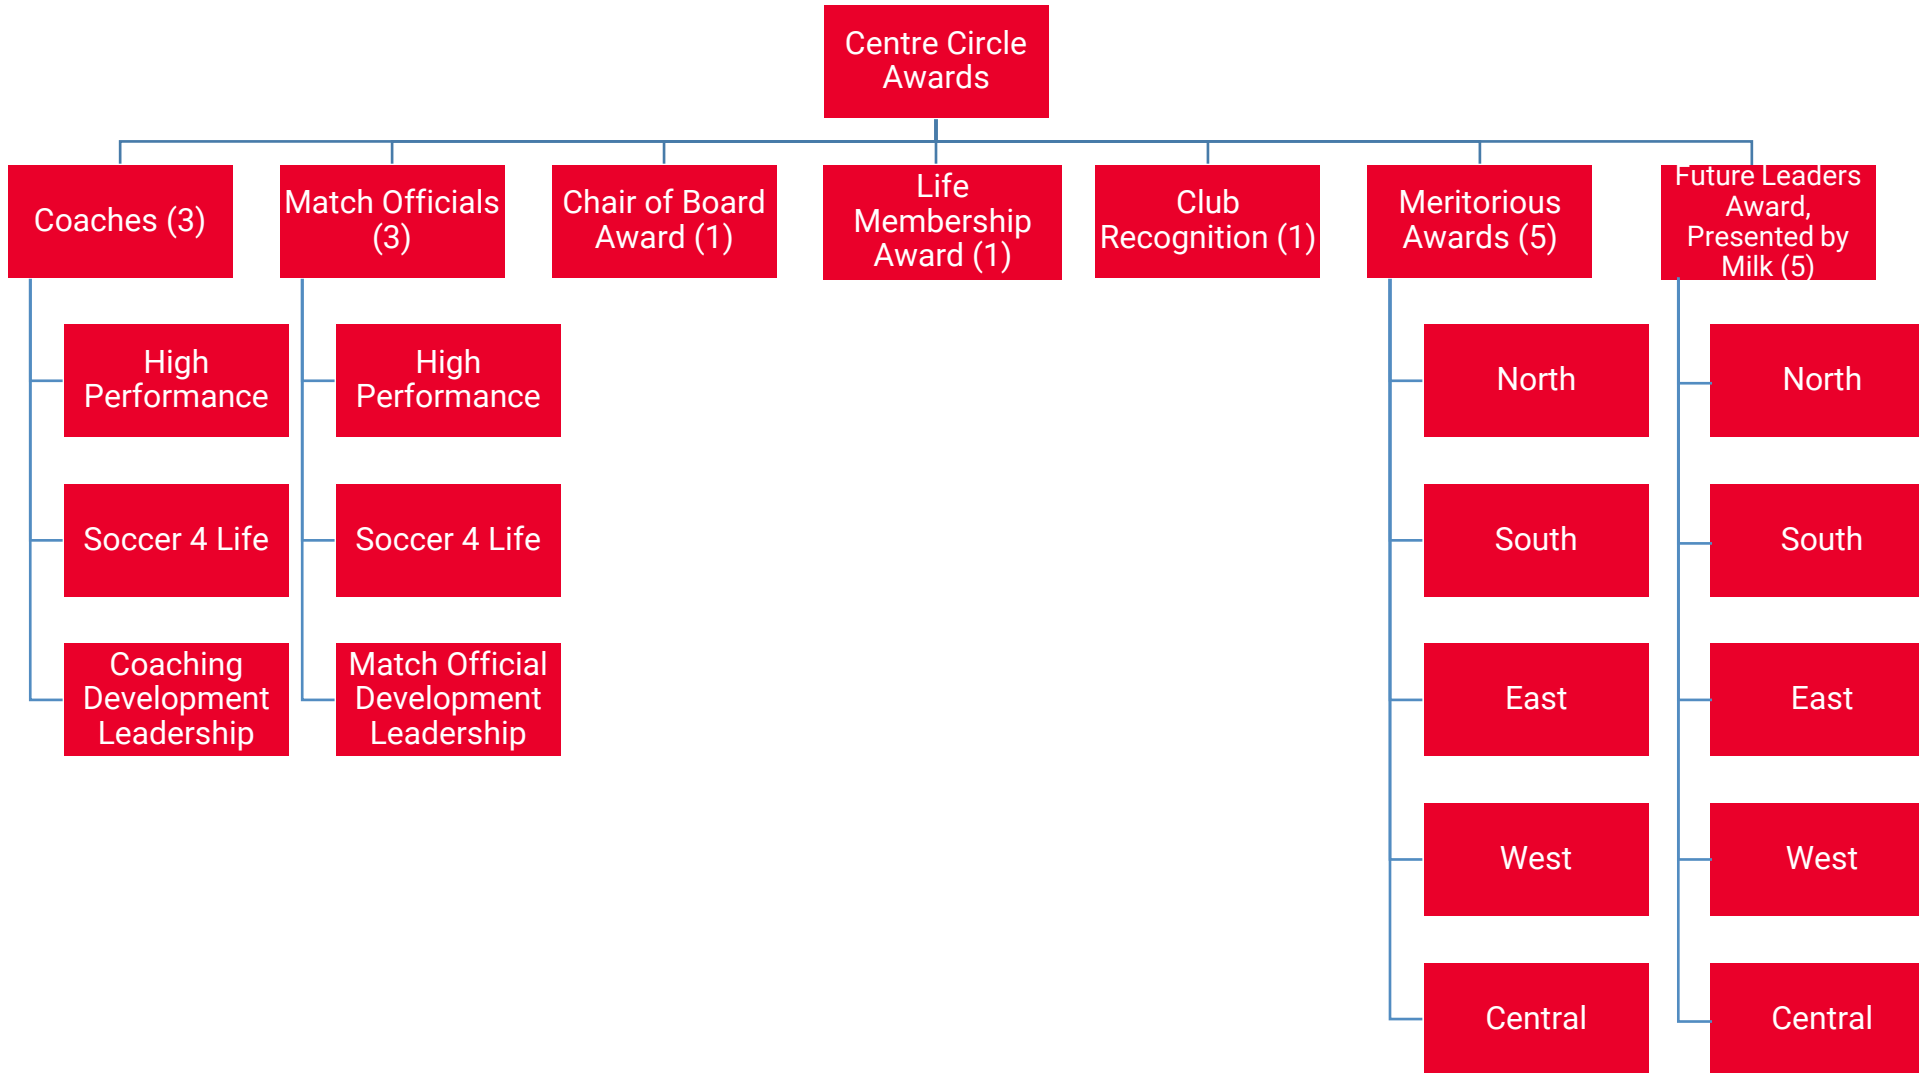 Centre Circle
Awards
Coaches (3)
Match Officials
(3)
Chair of Board
Award (1)
Life
Membership
Award (1)
Club
Recognition (1)
Meritorious
Awards (5)
Future Leaders
Award,
Presented by
Milk (5)
High
Performance
Soccer 4 Life
Coaching
Development
Leadership
High
Performance
Soccer 4 Life
Match Official
Development
Leadership
North
South
East
West
Central
North
South
East
West
Central